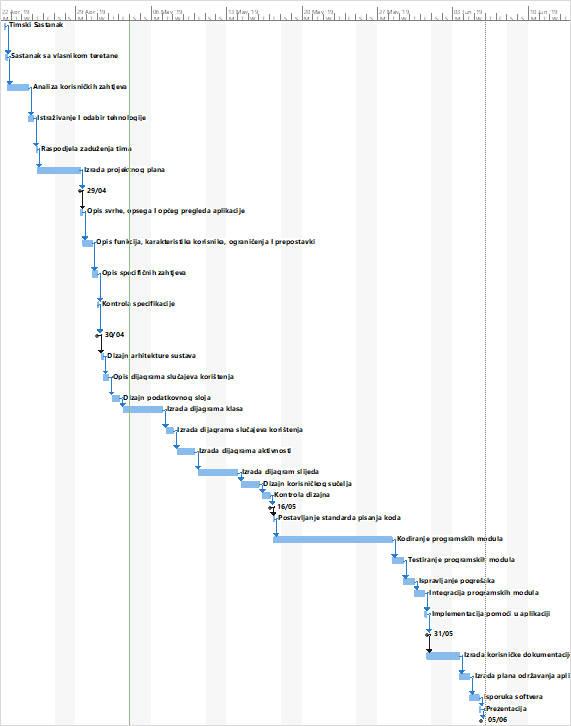 22 Apr, 19 29 Apr, 19 06 May, 19 13 May, 19 20 May, 19 27 May, 19 03 Jun, 19 10 Jun, 19
Timski Sastanak
Sastanak sa vlasnikom teretane
Analiza korisničkih zahtjeva
Istraživanje i odabir tehnologije
Raspodjela zaduženja tima
Izrada projektnog plana
29/04
Opis svrhe, opsega i općeg pregleda aplikacije
Opis funkcija, karakteristika korisnika, ograničenja i prepostavki
Opis specifičnih zahtjeva
Kontrola specifikacije
30/04
Dizajn arhitekture sustava
Opis dijagrama slučajeva korištenja
Dizajn podatkovnog sloja
Izrada dijagrama klasa
Izrada dijagrama slučajeva korištenja
Izrada dijagrama aktivnosti
Izrada dijagram slijeda
Dizajn korisničkog sučelja
Kontrola dizajna
16/05
Postavljanje standarda pisanja koda
Kodiranje programskih modula
Testiranje programskih modula
Ispravljanje pogrešaka
Integracija programskih modula
Implementacija pomoći u aplikaciji
31/05
Izrada korisničke dokumentacije
Izrada plana održavanja apli
Isporuka softvera
Prezentacija
05/06